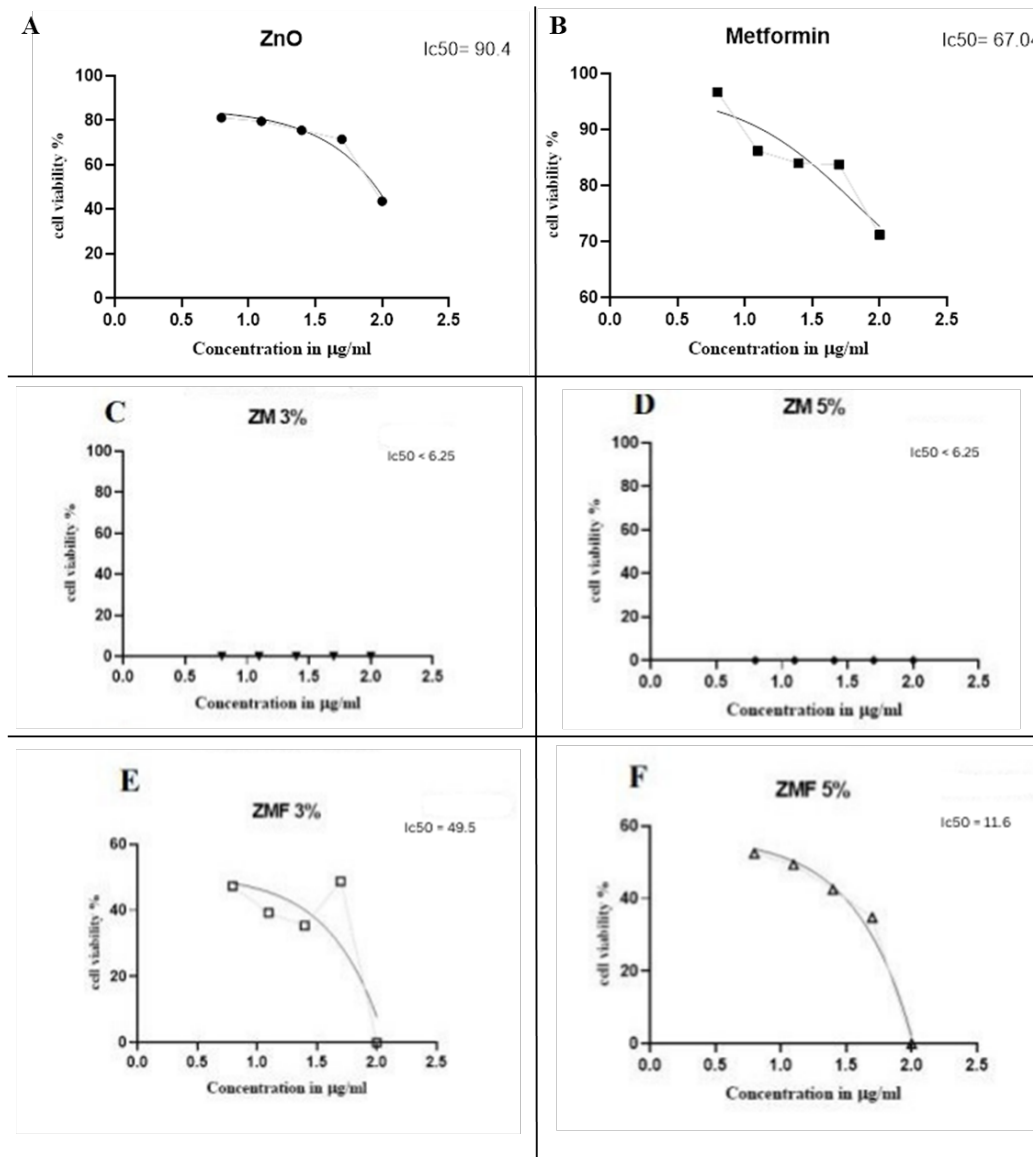 A
ZnO
Ic50= 90.4
cell viability %
100
80
60
40
20
0
0.0 0.5 1.0 1.5 2.0 2.5
Concentration in µg/ml
B
Metformin
Ic50= 67.04
cell viability %
100
90
80
70
60
0.0 0.5 1.0 1.5 2.0 2.5
Concentration in µg/ml
C
ZM 3%
Ic50 < 6.25
cell viability %
100
80
60
40
20
0
0.0 0.5 1.0 1.5 2.0 2.5
Concentration in µg/ml
D
ZM 5%
Ic50 < 6.25
cell viability %
100
80
60
40
20
0
0.0 0.5 1.0 1.5 2.0 2.5
Concentration in µg/ml
E
ZMF 3%
Ic50 = 49.5
cell viability %
60
40
20
0
0.0 0.5 1.0 1.5 2.0 2.5
Concentration in µg/ml
F
ZMF 5%
Ic50 = 11.6
cell viability %
60
40
20
0
0.0 0.5 1.0 1.5 2.0 2.5
Concentration in µg/ml